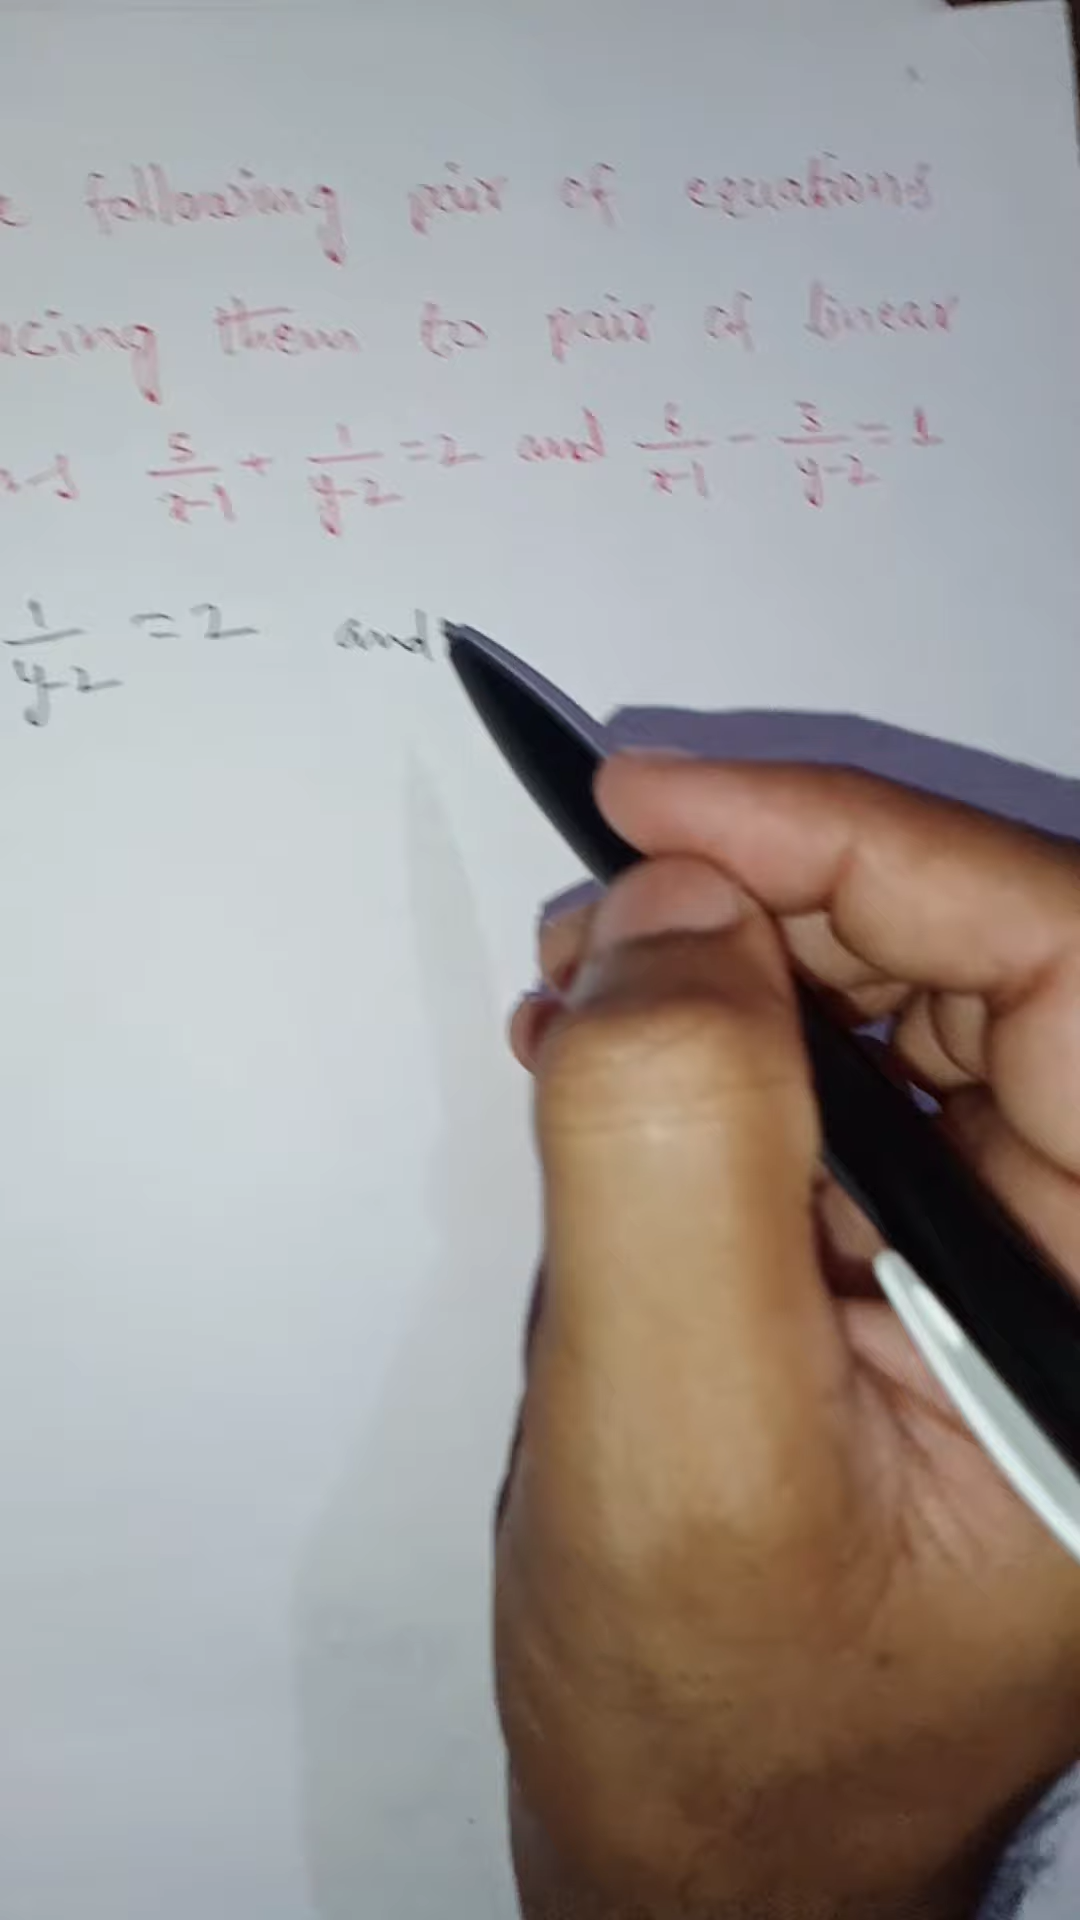 following pair of equations
ucing them to pair of linear
5/x-1 + 1/y-2 = 2 and 6/x-1 - 3/y-2 = 1
1/y-2 = 2 and